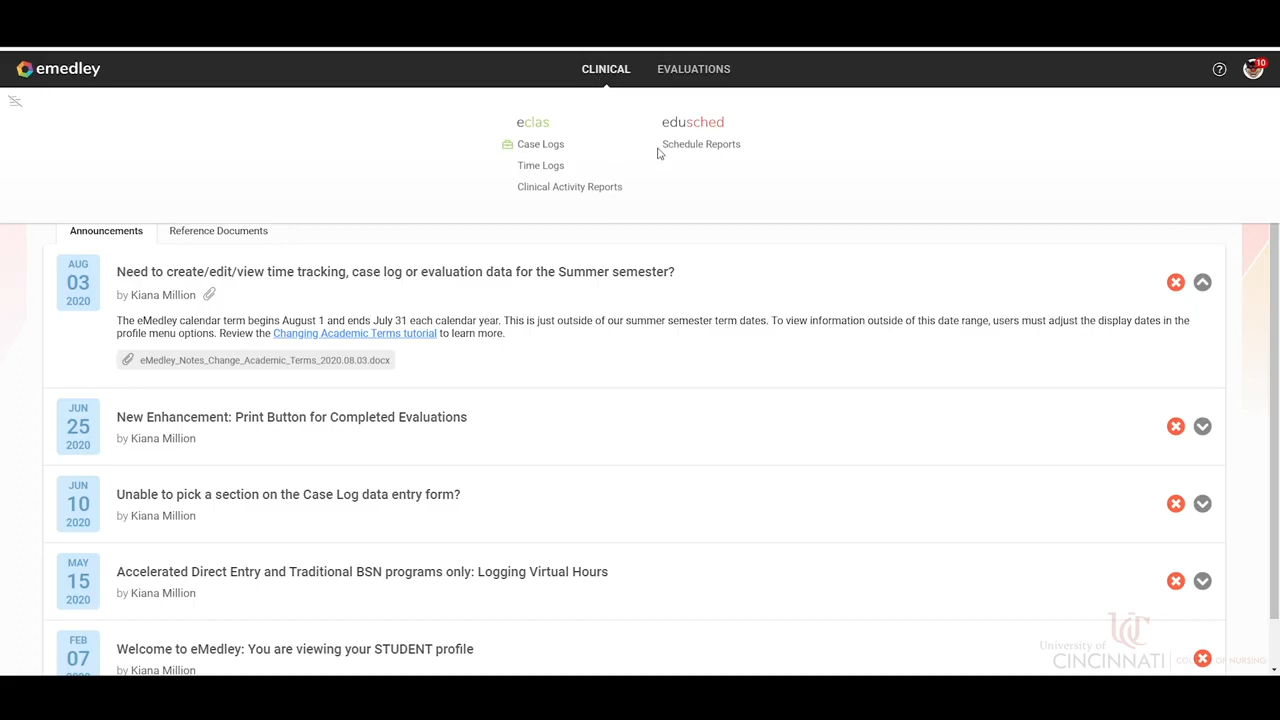 emedley
CLINICAL
EVALUATIONS
10
eclas
edusched
Case Logs
Schedule Reports
Time Logs
Clinical Activity Reports
Announcements
Reference Documents
AUG
03
2020
Need to create/edit/view time tracking, case log or evaluation data for the Summer semester?
by Kiana Million
The eMedley calendar term begins August 1 and ends July 31 each calendar year. This is just outside of our summer semester term dates. To view information outside of this date range, users must adjust the display dates in the
profile menu options. Review the Changing Academic Terms tutorial to learn more.
eMedley_Notes_Change_Academic_Terms_2020.08.03.docx
JUN
25
2020
New Enhancement: Print Button for Completed Evaluations
by Kiana Million
JUN
10
2020
Unable to pick a section on the Case Log data entry form?
by Kiana Million
MAY
15
2020
Accelerated Direct Entry and Traditional BSN programs only: Logging Virtual Hours
by Kiana Million
FEB
07
2020
Welcome to eMedley: You are viewing your STUDENT profile
by Kiana Million
University of
CINCINNATI
OF NURSING